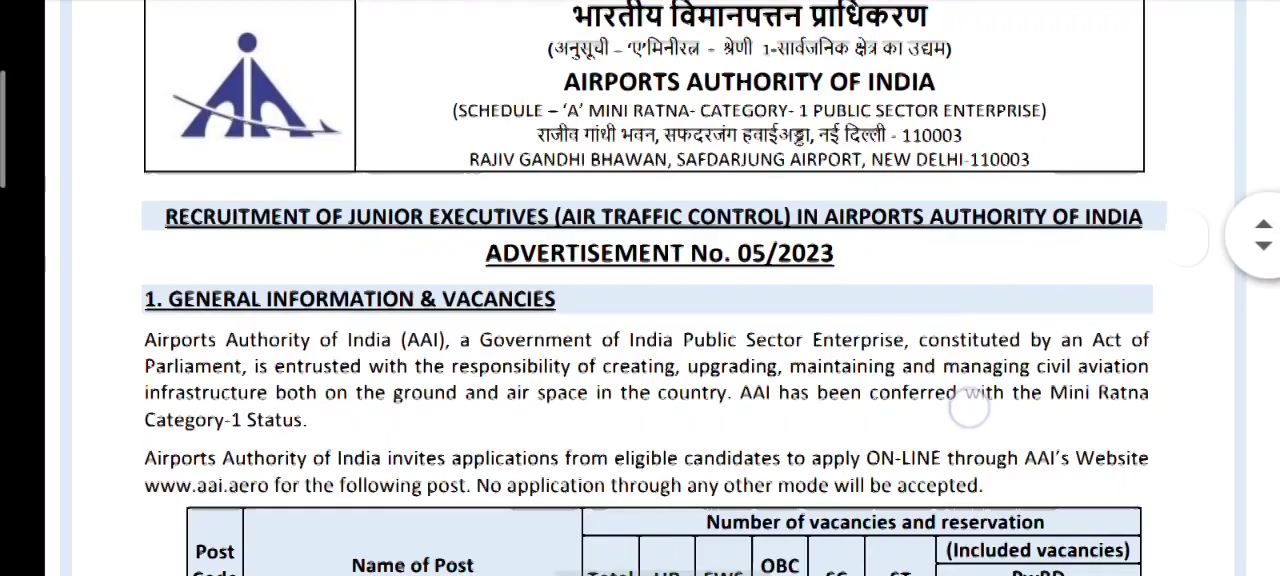 भारतीय विमानपत्तन प्राधिकरण
(अनुसूची – ‘ए’मिनीरत्न - श्रेणी 1-सार्वजनिक क्षेत्र का उद्यम)
AIRPORTS AUTHORITY OF INDIA
(SCHEDULE – ‘A’ MINI RATNA- CATEGORY- 1 PUBLIC SECTOR ENTERPRISE)
राजीव गांधी भवन, सफदरजंग हवाईअड्डा, नई दिल्ली - 110003
RAJIV GANDHI BHAWAN, SAFDARJUNG AIRPORT, NEW DELHI-110003
RECRUITMENT OF JUNIOR EXECUTIVES (AIR TRAFFIC CONTROL) IN AIRPORTS AUTHORITY OF INDIA
ADVERTISEMENT No. 05/2023
1. GENERAL INFORMATION & VACANCIES
Airports Authority of India (AAI), a Government of India Public Sector Enterprise, constituted by an Act of
Parliament, is entrusted with the responsibility of creating, upgrading, maintaining and managing civil aviation
infrastructure both on the ground and air space in the country. AAI has been conferred with the Mini Ratna
Category-1 Status.
Airports Authority of India invites applications from eligible candidates to apply ON-LINE through AAI’s Website
www.aai.aero for the following post. No application through any other mode will be accepted.
Number of vacancies and reservation
Post
(Included vacancies)
Name of Post
OBC